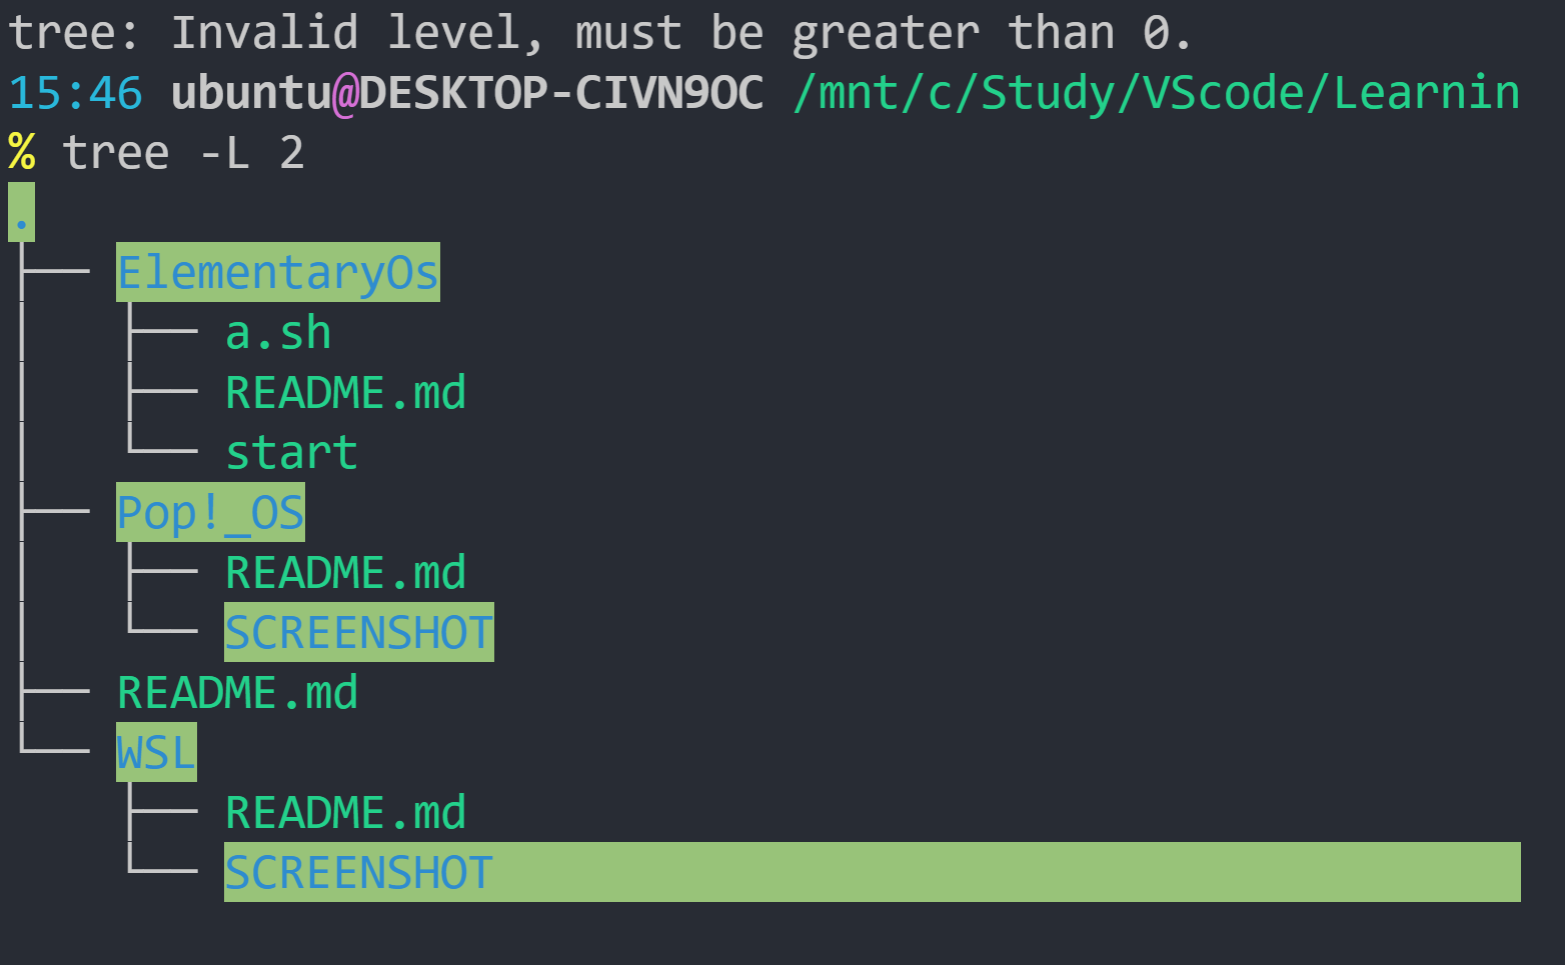 tree: Invalid level, must be greater than 0.
15:46 ubuntu@DESKTOP-CIVN9OC /mnt/c/Study/VScode/Learnin
% tree -L 2
.
├── ElementaryOs
│   ├── a.sh
│   ├── README.md
│   └── start
├── Pop!_OS
│   ├── README.md
│   └── SCREENSHOT
├── README.md
└── WSL
    ├── README.md
    └── SCREENSHOT